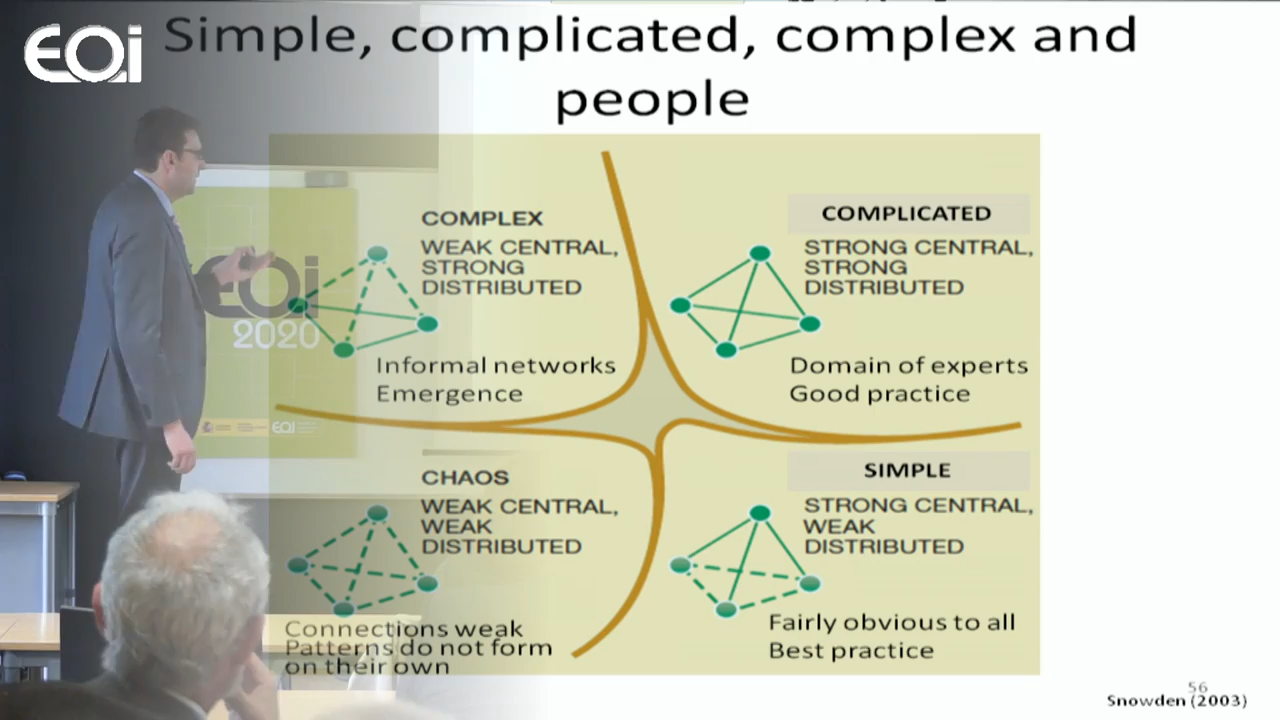 EOi
Simple, complicated, complex and
people
COMPLEX
WEAK CENTRAL,
STRONG
DISTRIBUTED
Informal networks
Emergence
COMPLICATED
STRONG CENTRAL,
STRONG
DISTRIBUTED
Domain of experts
Good practice
EOi
2020
EOi
CHAOS
WEAK CENTRAL,
WEAK
DISTRIBUTED
Connections weak
Patterns do not form
on their own
SIMPLE
STRONG CENTRAL,
WEAK
DISTRIBUTED
Fairly obvious to all
Best practice
56
Snowden (2003)